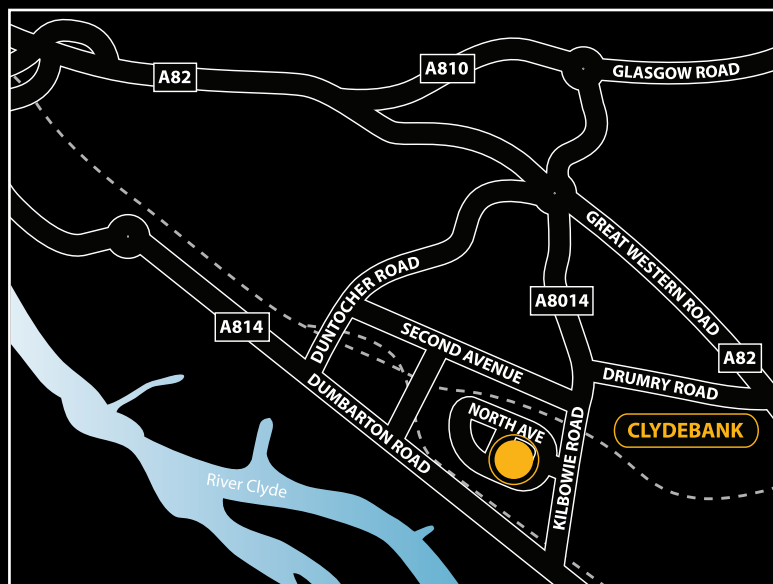 A810
GLASGOW ROAD
A82
GREAT WESTERN ROAD
DUNTOCHER ROAD
A8014
A814
SECOND AVENUE
A82
DRUMRY ROAD
DUMBARTON ROAD
NORTH AVE
KILBOWIE ROAD
CLYDEBANK
River Clyde